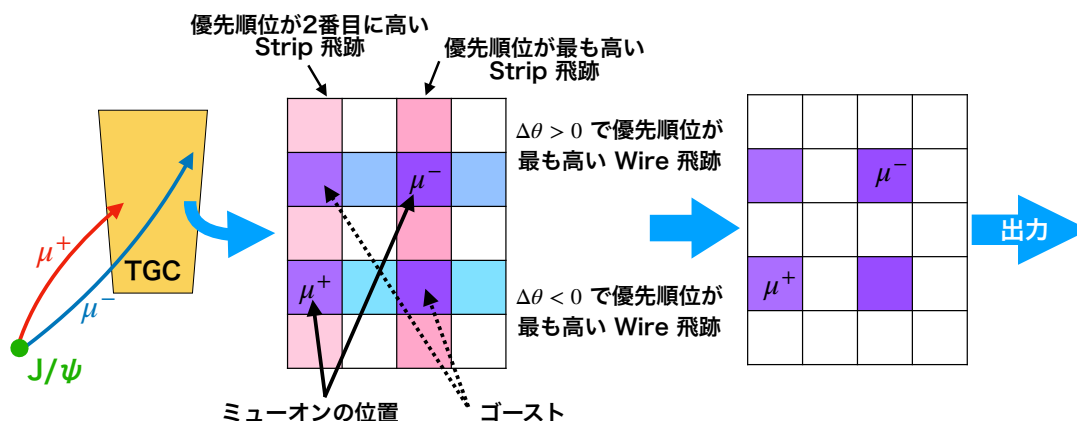 優先順位が2番目に高い
Strip 飛跡
優先順位が最も高い
Strip 飛跡
Δθ > 0 で優先順位が
最も高い Wire 飛跡
μ⁻
μ⁻
μ⁺
TGC
μ⁻
出力
μ⁺
Δθ < 0 で優先順位が
最も高い Wire 飛跡
μ⁺
J/ψ
ミューオンの位置
ゴースト